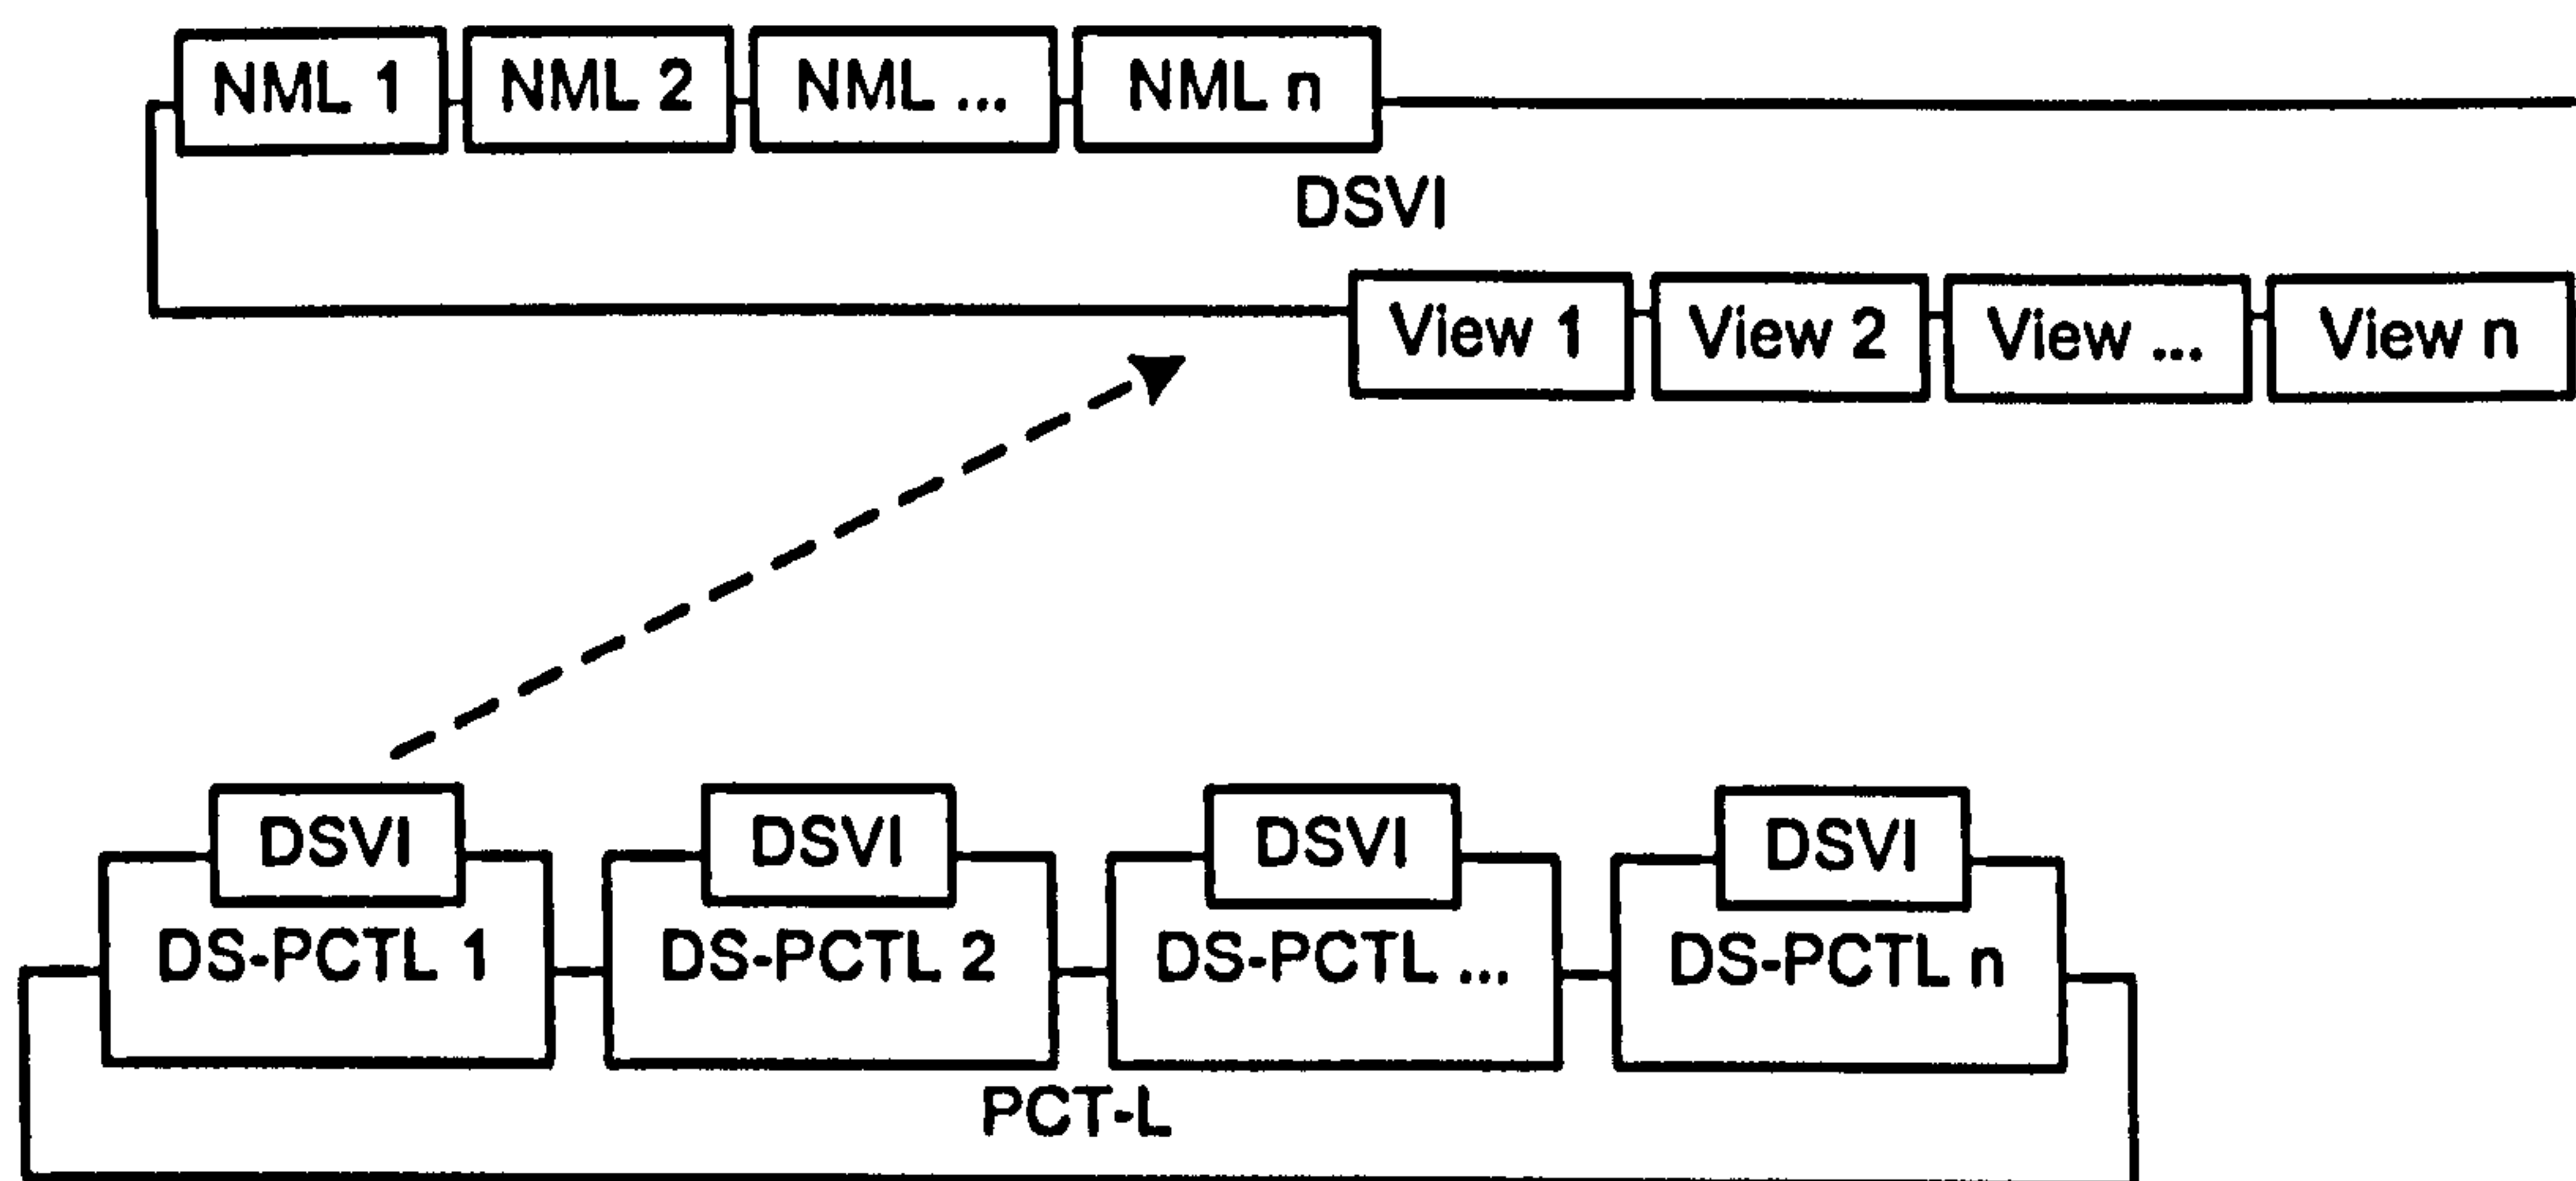 NML 1 NML 2 NML ... NML n
DSVI
View 1 View 2 View ... View n
DSVI DSVI DSVI DSVI
DS-PCTL 1 DS-PCTL 2 DS-PCTL ... DS-PCTL n
PCT-L